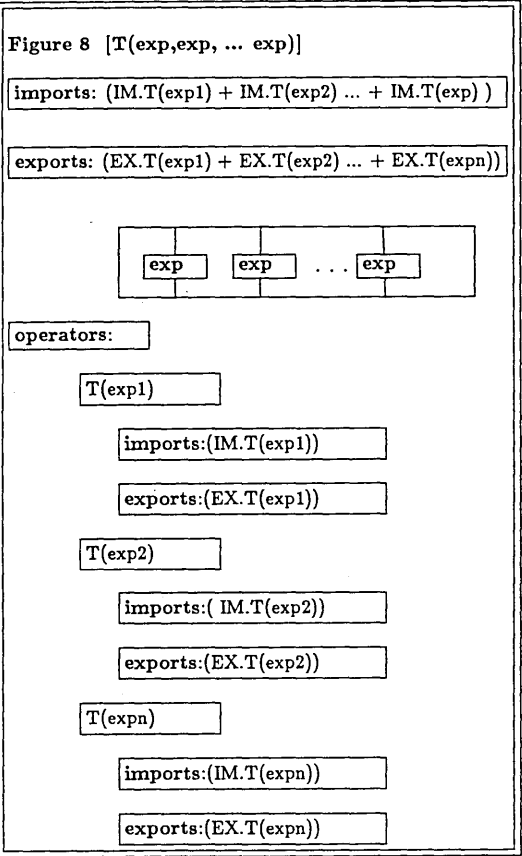 Figure 8 [T(exp,exp, ... exp)]
imports: (IM.T(exp1) + IM.T(exp2) ... + IM.T(exp) )
exports: (EX.T(exp1) + EX.T(exp2) ... + EX.T(expn))
exp exp ... exp
operators:
T(exp1)
imports:(IM.T(exp1))
exports:(EX.T(exp1))
T(exp2)
imports:( IM.T(exp2))
exports:(EX.T(exp2))
T(expn)
imports:(IM.T(expn))
exports:(EX.T(expn))